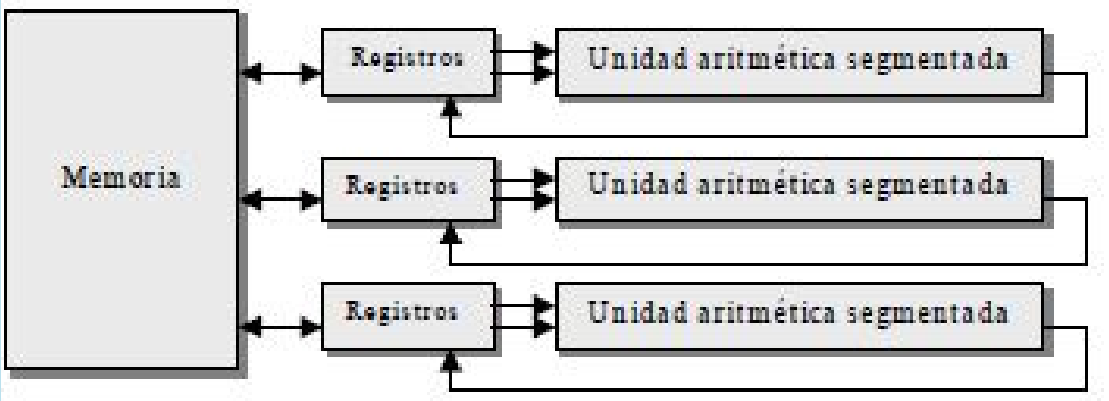 Registros
Unidad aritmética segmentada
Memoria
Registros
Unidad aritmética segmentada
Registros
Unidad aritmética segmentada